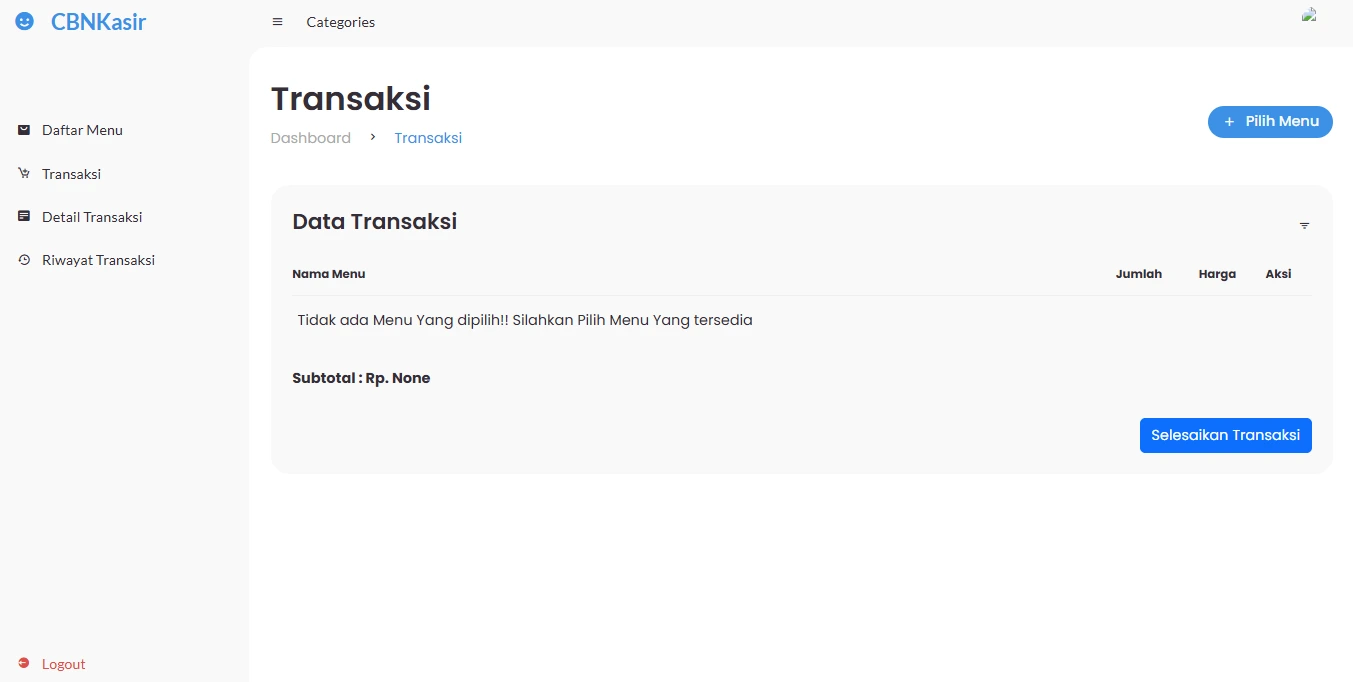 CBNKasir
Categories
Daftar Menu
Transaksi
Detail Transaksi
Riwayat Transaksi
Logout
Transaksi
Dashboard > Transaksi
+ Pilih Menu
Data Transaksi
Nama Menu Jumlah Harga Aksi
Tidak ada Menu Yang dipilih!! Silahkan Pilih Menu Yang tersedia
Subtotal : Rp. None
Selesaikan Transaksi